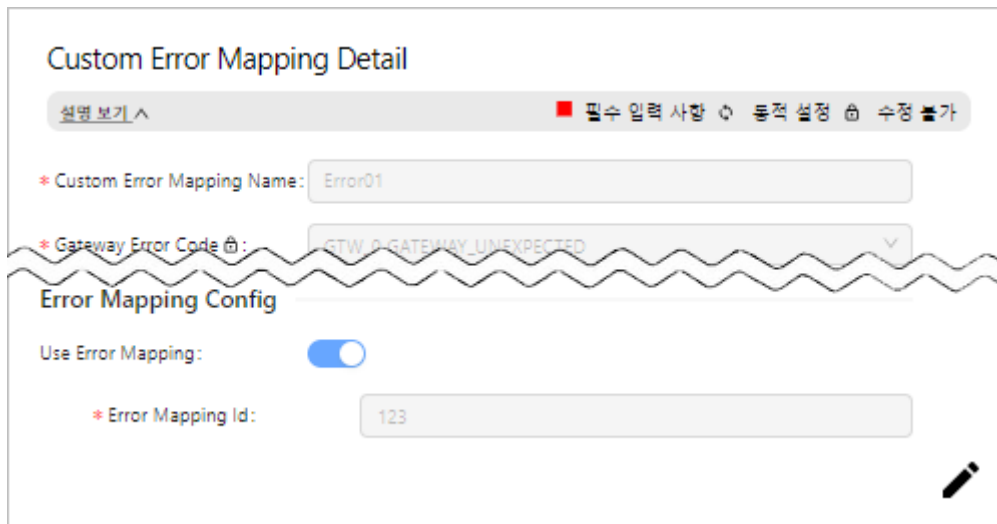 Custom Error Mapping Detail
설명 보기 필수 입력 사항 동적 설정 수정 불가
* Custom Error Mapping Name: Error01
* Gateway Error Code : GTW_0 GATEWAY_UNEXPECTED
Error Mapping Config
Use Error Mapping:
* Error Mapping Id: 123